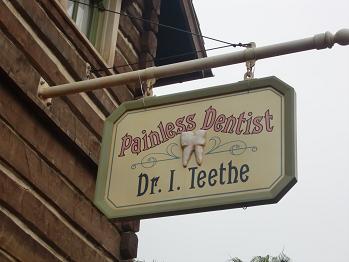 Painless Dentist
Dr. I. Teethe